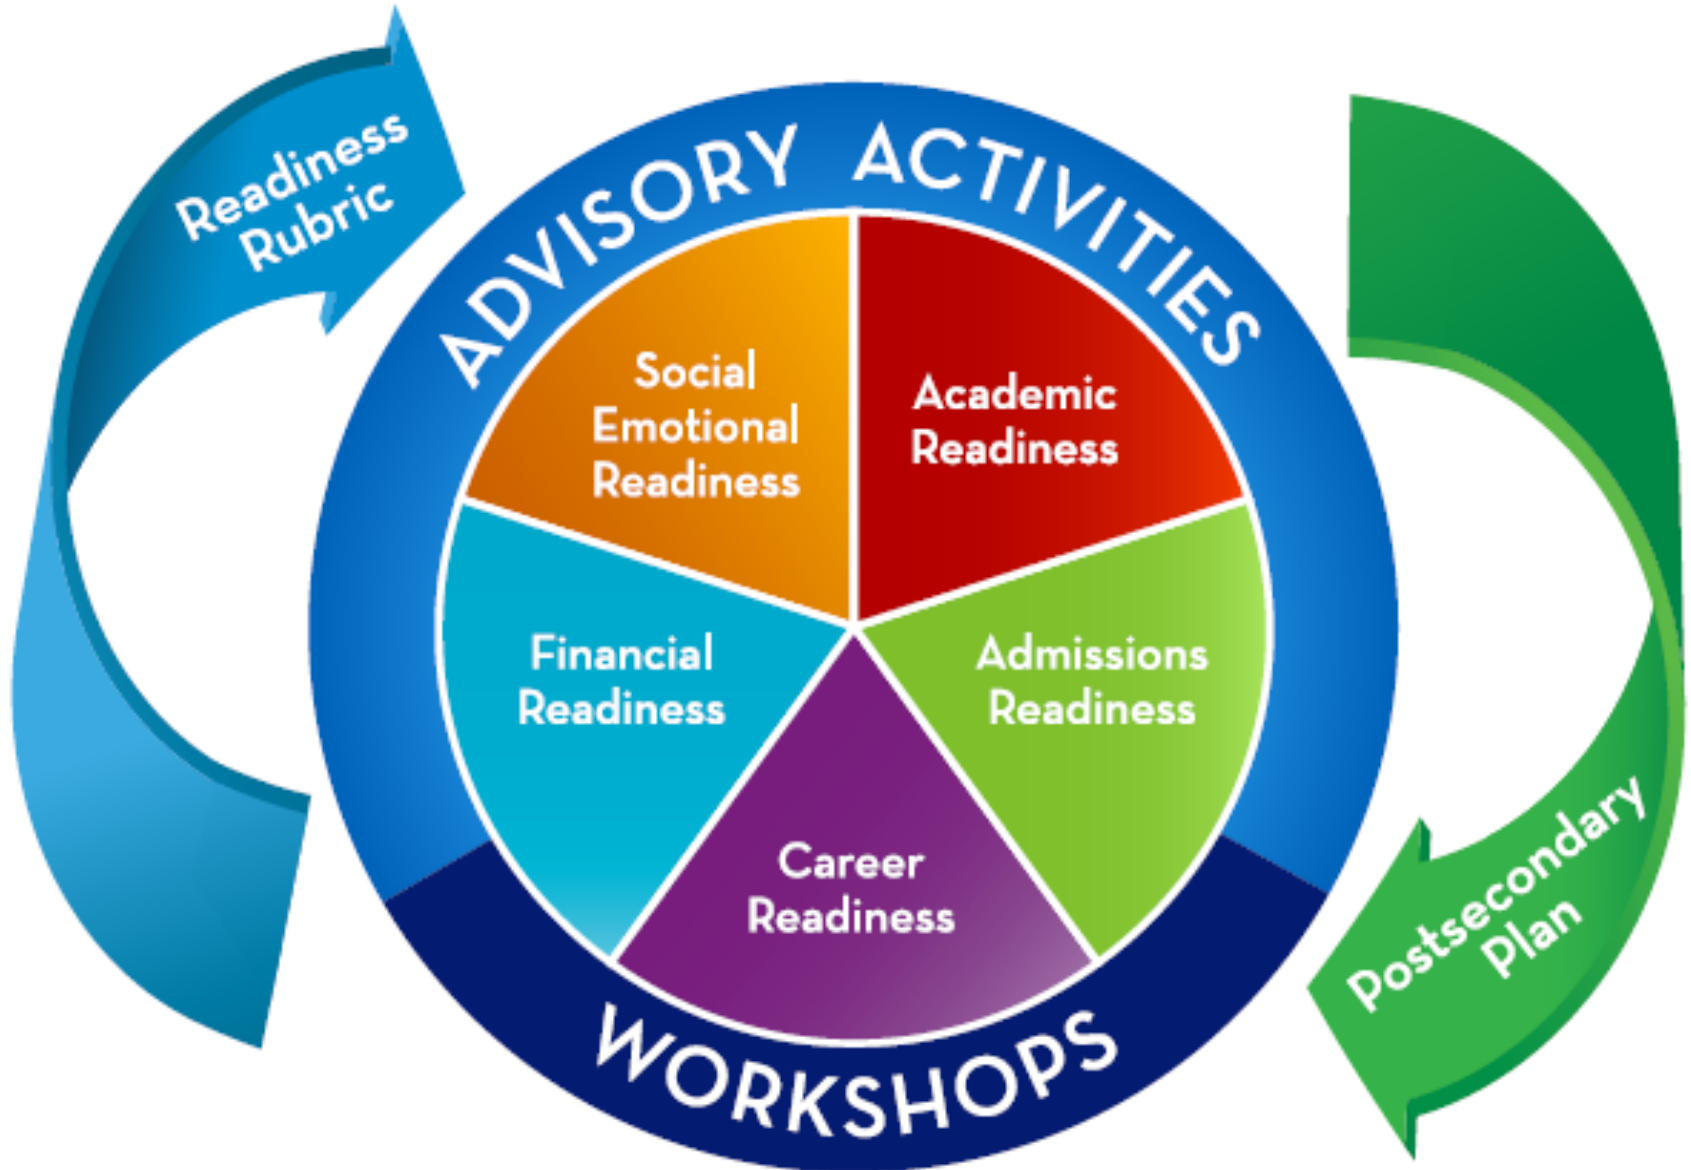 Readiness
Rubric
ADVISORY ACTIVITIES
Social
Emotional
Readiness
Academic
Readiness
Financial
Readiness
Admissions
Readiness
Career
Readiness
WORKSHOPS
Postsecondary
Plan